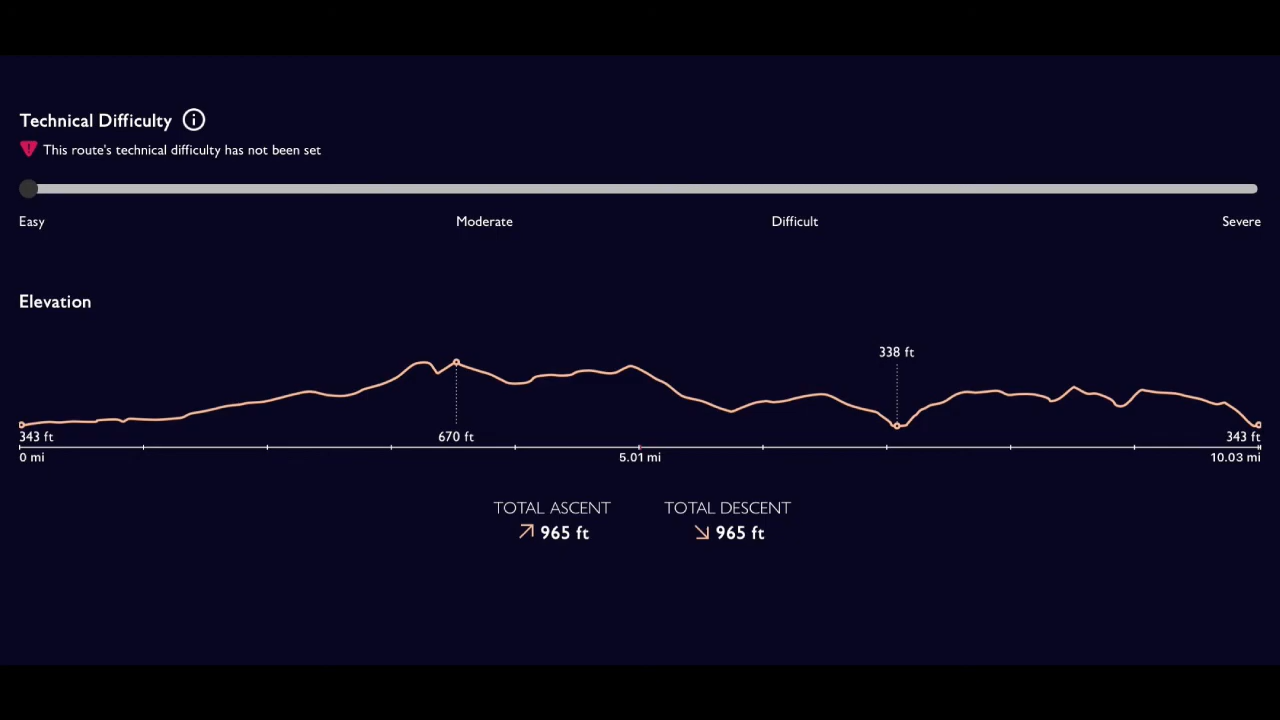 Technical Difficulty
This route's technical difficulty has not been set
Easy Moderate Difficult Severe
Elevation
338 ft
343 ft 670 ft 343 ft
0 mi 5.01 mi 10.03 mi
TOTAL ASCENT TOTAL DESCENT
965 ft 965 ft